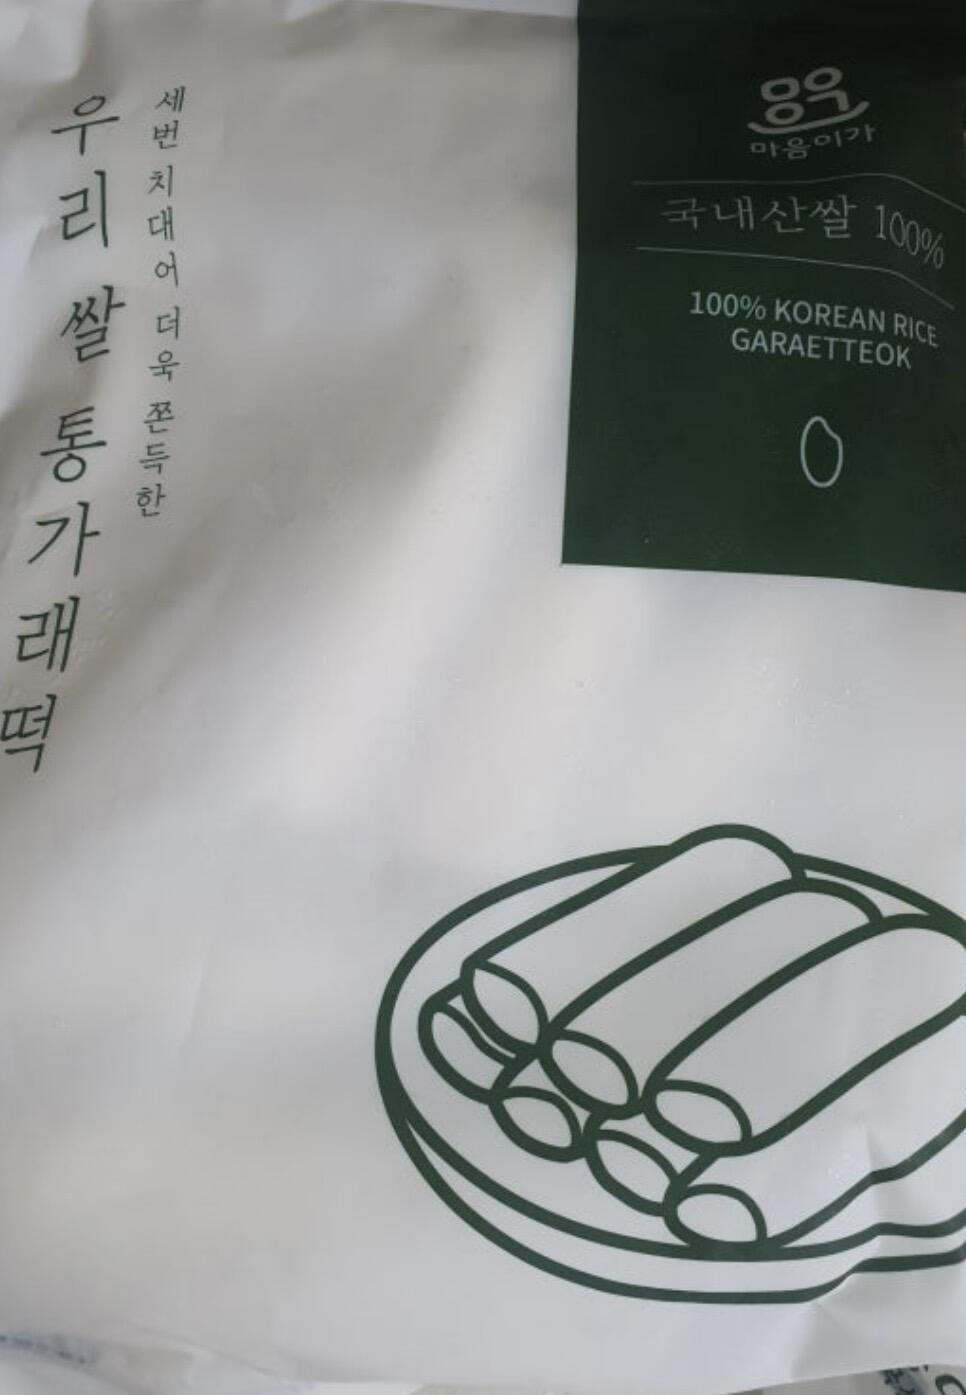 우리 쌀 통가래떡
세번 치대어 더욱 쫀득한
마음이가
국내산쌀 100%
100% KOREAN RICE
GARAETTEOK